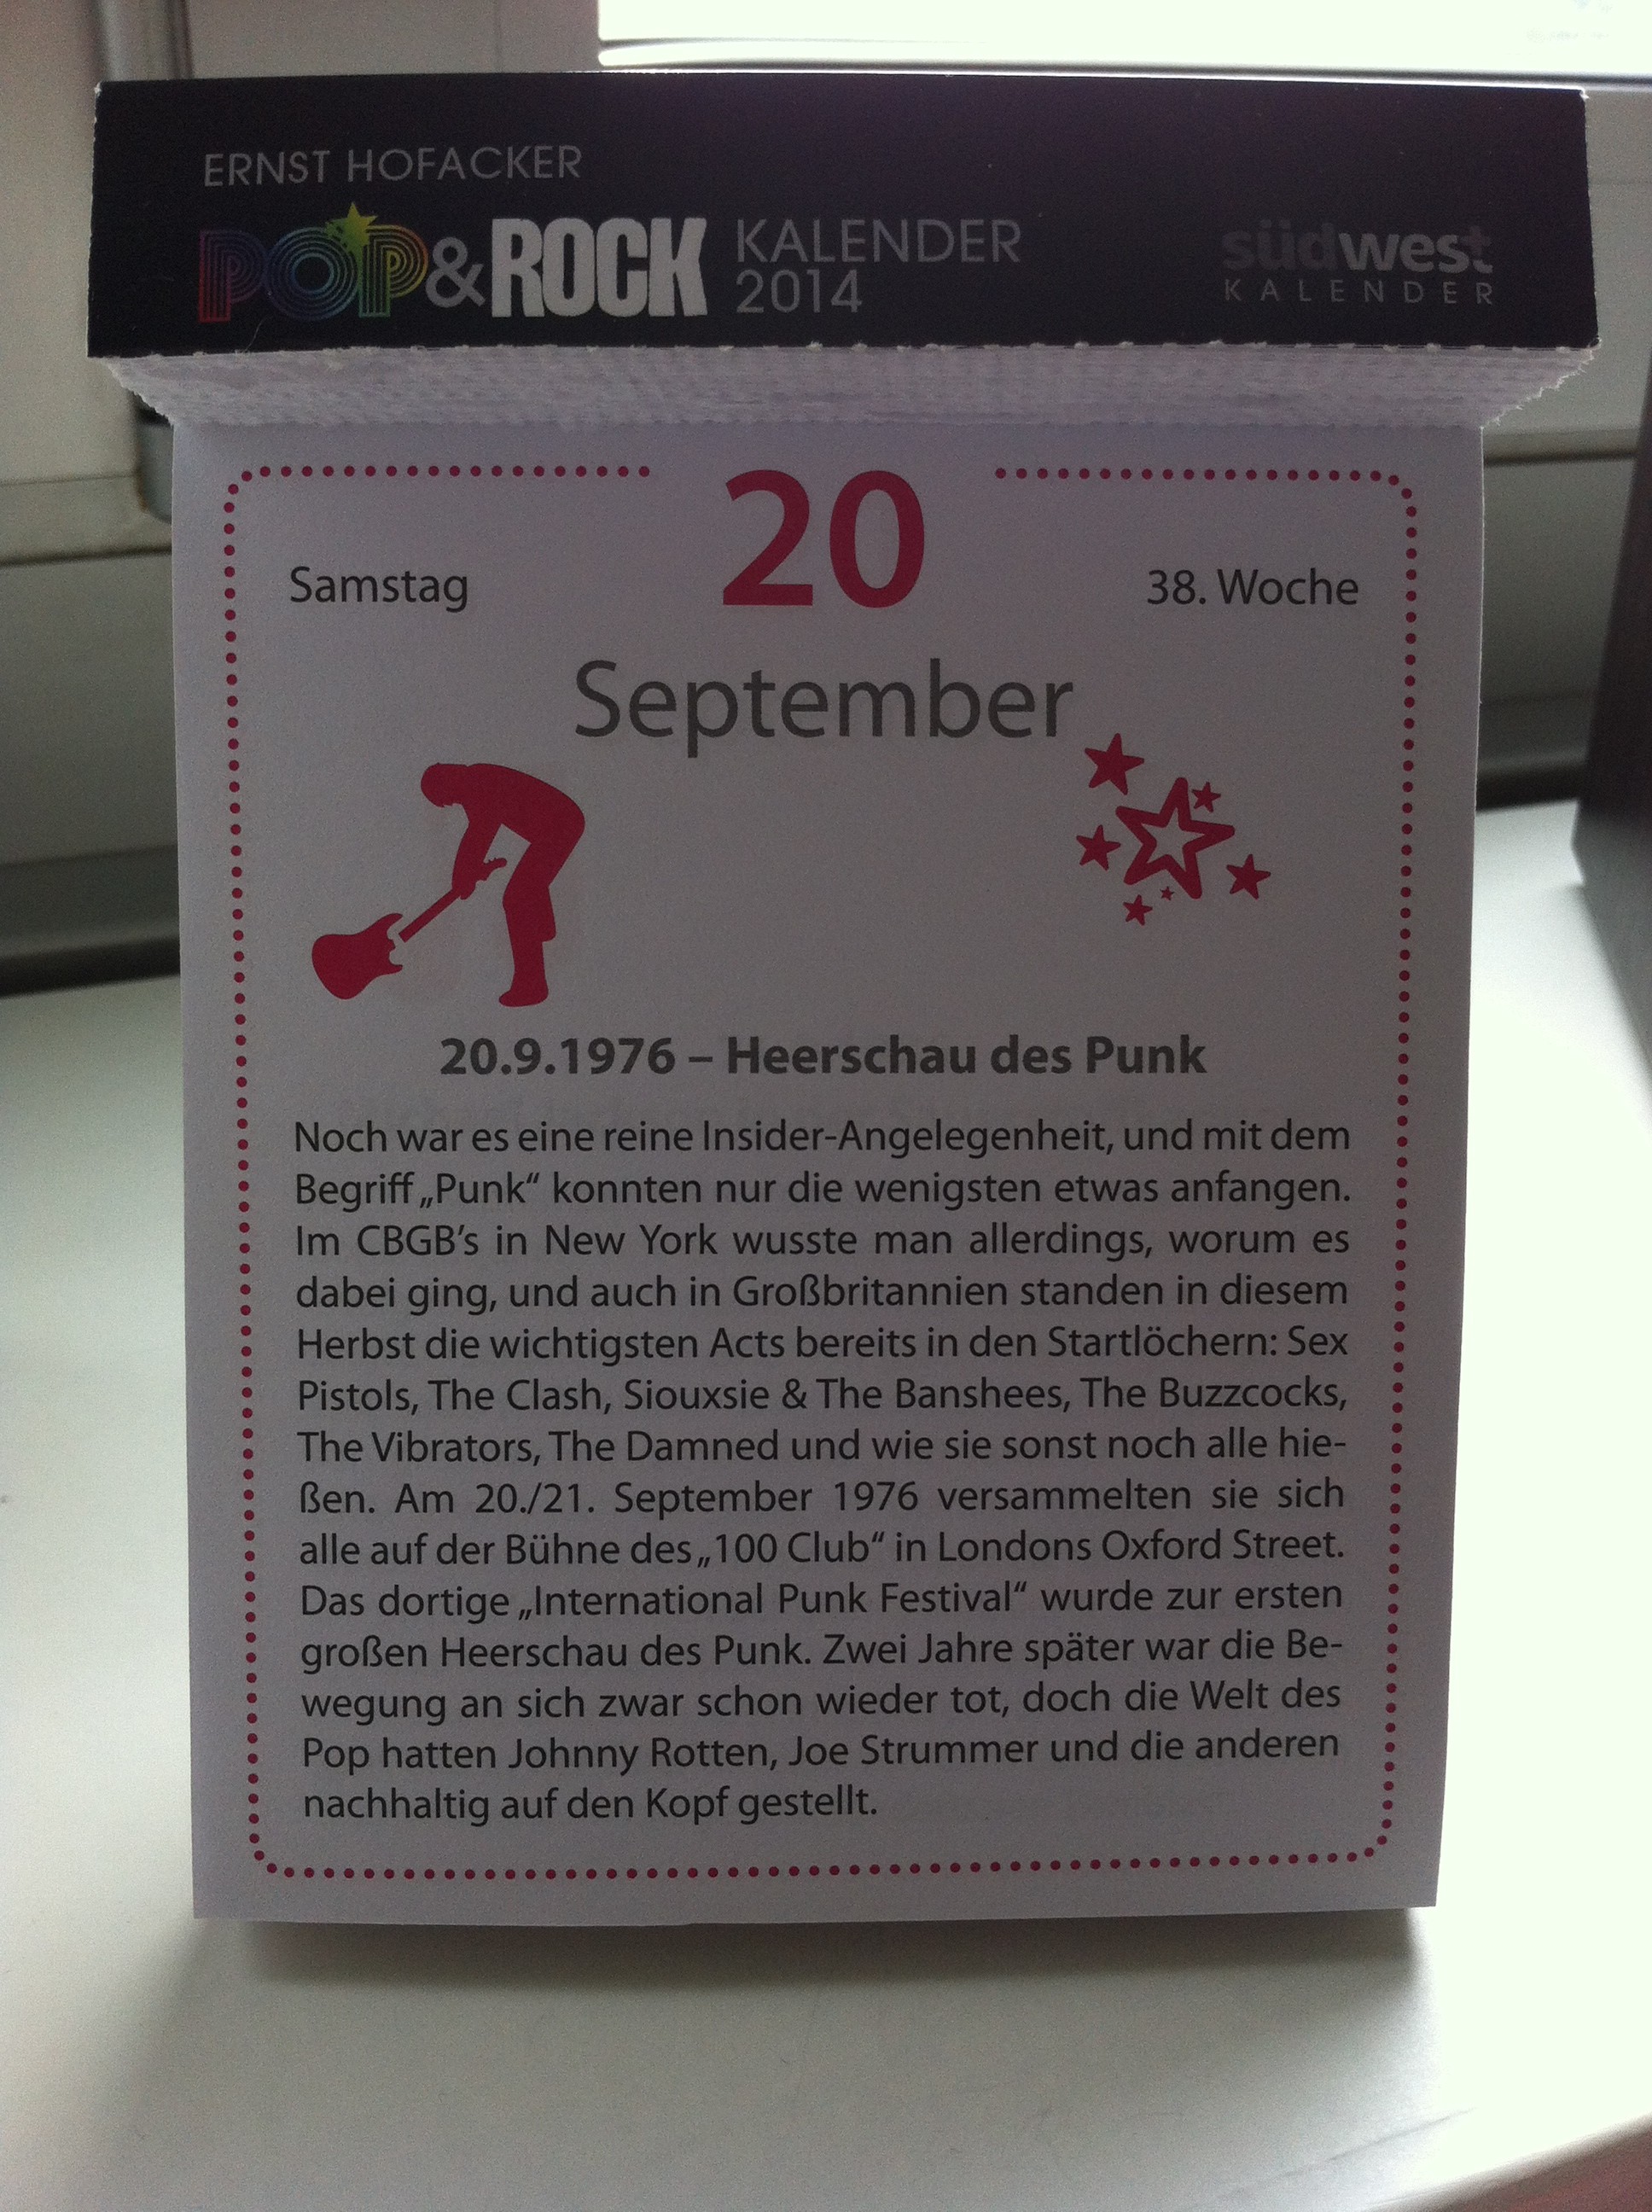 ERNST HOFACKER
POP&ROCK KALENDER 2014
südwest
KALENDER
20
Samstag
38. Woche
September
20.9.1976 – Heerschau des Punk
Noch war es eine reine Insider-Angelegenheit, und mit dem
Begriff „Punk“ konnten nur die wenigsten etwas anfangen.
Im CBGB’s in New York wusste man allerdings, worum es
dabei ging, und auch in Großbritannien standen in diesem
Herbst die wichtigsten Acts bereits in den Startlöchern: Sex
Pistols, The Clash, Siouxsie & The Banshees, The Buzzcocks,
The Vibrators, The Damned und wie sie sonst noch alle hie-
ßen. Am 20./21. September 1976 versammelten sie sich
alle auf der Bühne des „100 Club“ in Londons Oxford Street.
Das dortige „International Punk Festival“ wurde zur ersten
großen Heerschau des Punk. Zwei Jahre später war die Be-
wegung an sich zwar schon wieder tot, doch die Welt des
Pop hatten Johnny Rotten, Joe Strummer und die anderen
nachhaltig auf den Kopf gestellt.